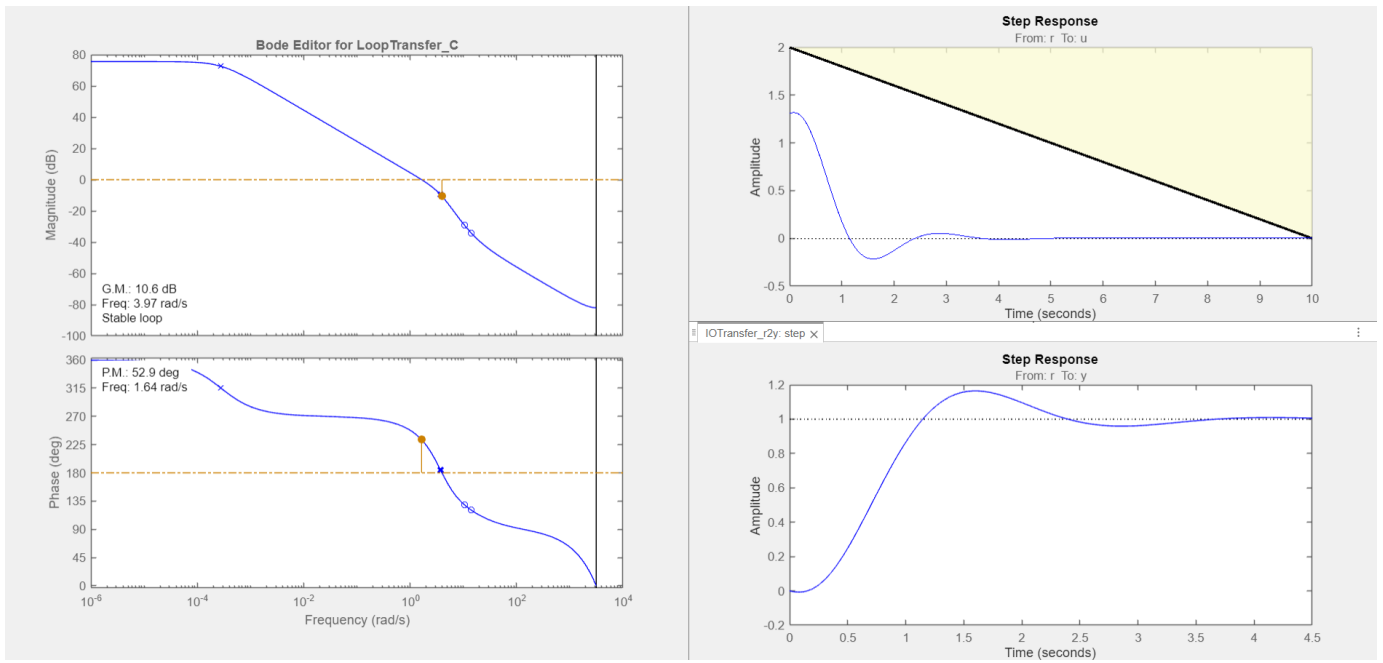 Bode Editor for LoopTransfer_C
80
60
40
20
0
-20
-40
-60
-80
-100
Magnitude (dB)
G.M.: 10.6 dB
Freq: 3.97 rad/s
Stable loop
360
315
270
225
180
135
90
45
0
Phase (deg)
P.M.: 52.9 deg
Freq: 1.64 rad/s
10^-6
10^-4
10^-2
10^0
10^2
10^4
Frequency (rad/s)
Step Response
From: r To: u
2
1.5
1
0.5
0
-0.5
Amplitude
0 1 2 3 4 5 6 7 8 9 10
Time (seconds)
IOTransfer_r2y: step
Step Response
From: r To: y
1.2
1
0.8
0.6
0.4
0.2
0
-0.2
Amplitude
0 0.5 1 1.5 2 2.5 3 3.5 4 4.5
Time (seconds)